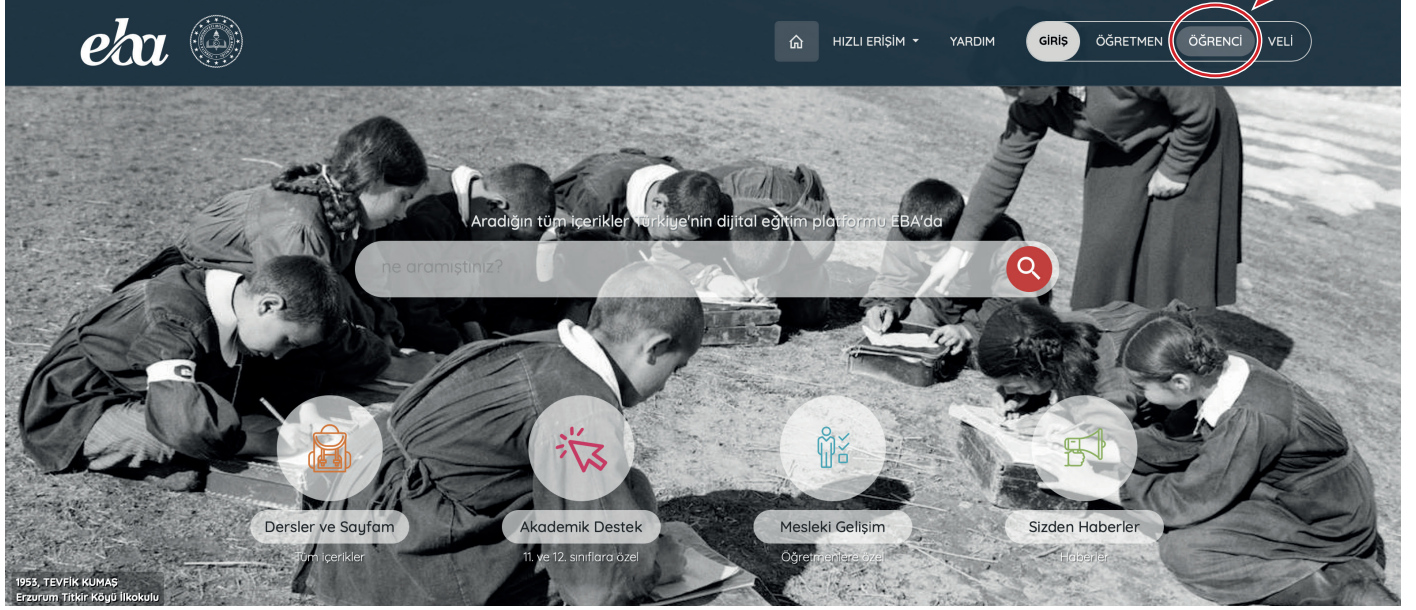 eba
HIZLI ERİŞİM
YARDIM
GİRİŞ
ÖĞRETMEN
ÖĞRENCİ
VELİ
Aradığın tüm içerikler Türkiye'nin dijital eğitim platformu EBA'da
ne aramıştınız?
Dersler ve Sayfam
Tüm içerikler
Akademik Destek
11. ve 12. sınıflara özel
Mesleki Gelişim
Öğretmenlere özel
Sizden Haberler
Haberler
1953, TEVFİK KUMAŞ
Erzurum Titkir Köyü İlkokulu